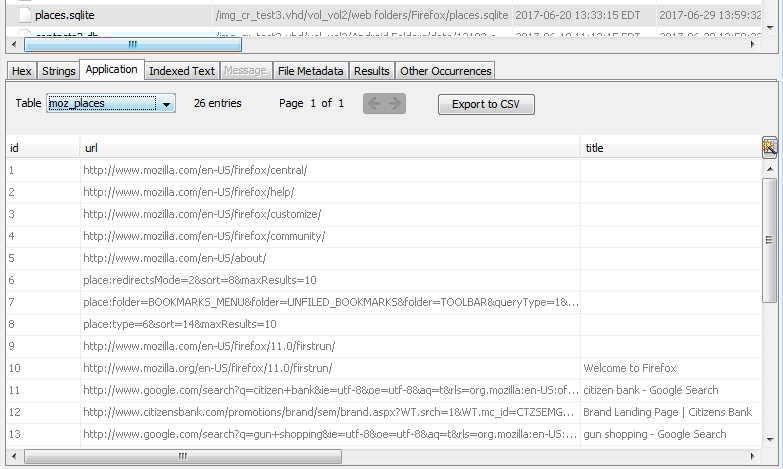 places.sqlite /img_cr_test3.vhd/vol_vol2/web folders/Firefox/places.sqlite 2017-06-20 13:33:15 EDT 2017-06-29 13:59:32
Hex Strings Application Indexed Text Message File Metadata Results Other Occurrences
Table moz_places 26 entries Page 1 of 1 Export to CSV
id url title
1 http://www.mozilla.com/en-US/firefox/central/
2 http://www.mozilla.com/en-US/firefox/help/
3 http://www.mozilla.com/en-US/firefox/customize/
4 http://www.mozilla.com/en-US/firefox/community/
5 http://www.mozilla.com/en-US/about/
6 place:redirectsMode=2&sort=8&maxResults=10
7 place:folder=BOOKMARKS_MENU&folder=UNFILED_BOOKMARKS&folder=TOOLBAR&queryType=1&...
8 place:type=6&sort=14&maxResults=10
9 http://www.mozilla.com/en-US/firefox/11.0/firstrun/
10 http://www.mozilla.org/en-US/firefox/11.0/firstrun/ Welcome to Firefox
11 http://www.google.com/search?q=citizen+bank&ie=utf-8&oe=utf-8&aq=t&rls=org.mozilla:en-US:of... citizen bank - Google Search
12 http://www.citizensbank.com/promotions/brand/sem/brand.aspx?WT.srch=1&WT.mc_id=CTZSEMG... Brand Landing Page | Citizens Bank
13 http://www.google.com/search?q=gun+shopping&ie=utf-8&oe=utf-8&aq=t&rls=org.mozilla:en-US:... gun shopping - Google Search